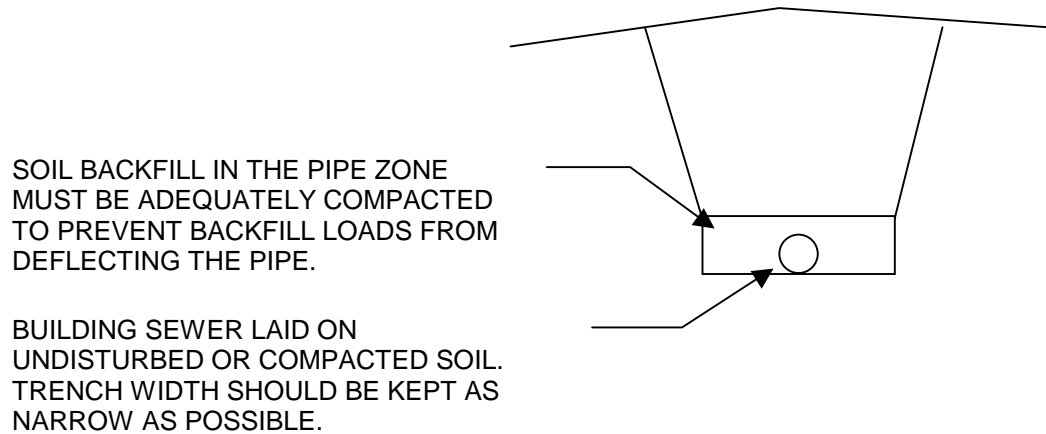 SOIL BACKFILL IN THE PIPE ZONE
MUST BE ADEQUATELY COMPACTED
TO PREVENT BACKFILL LOADS FROM
DEFLECTING THE PIPE.
BUILDING SEWER LAID ON
UNDISTURBED OR COMPACTED SOIL.
TRENCH WIDTH SHOULD BE KEPT AS
NARROW AS POSSIBLE.